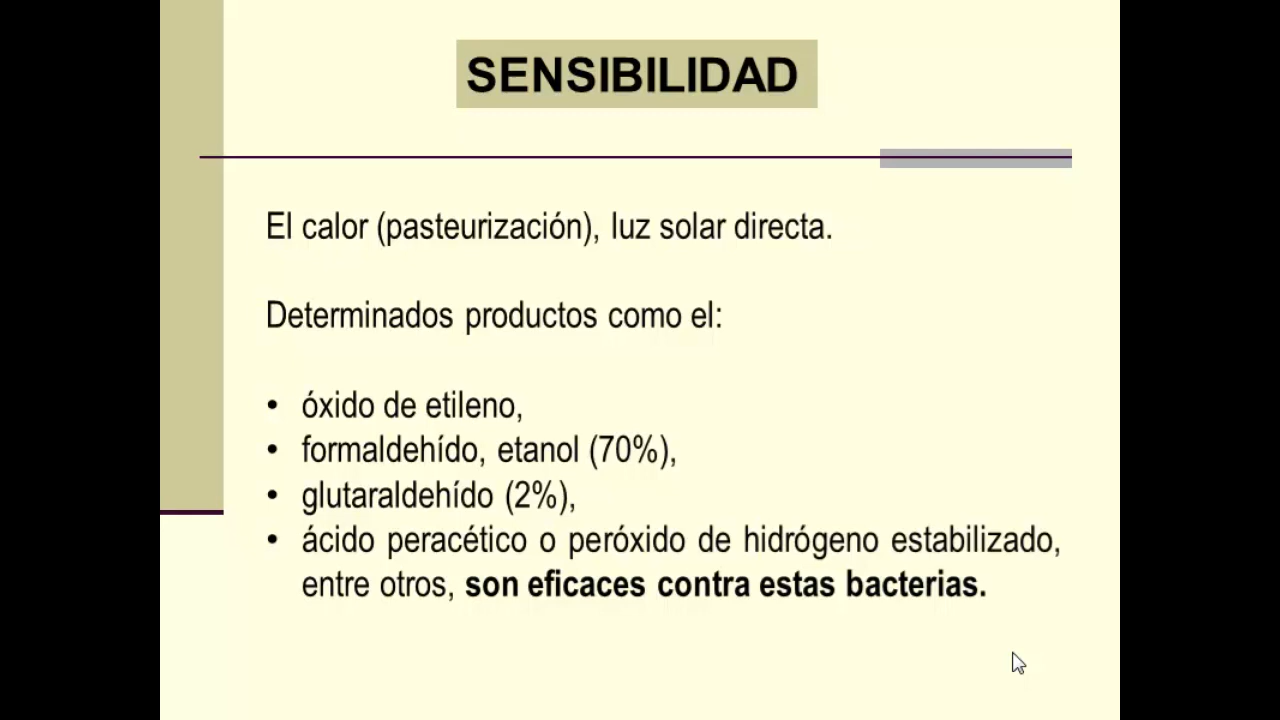 SENSIBILIDAD
El calor (pasteurización), luz solar directa.
Determinados productos como el:
• óxido de etileno,
• formaldehído, etanol (70%),
• glutaraldehído (2%),
• ácido peracético o peróxido de hidrógeno estabilizado,
entre otros, son eficaces contra estas bacterias.